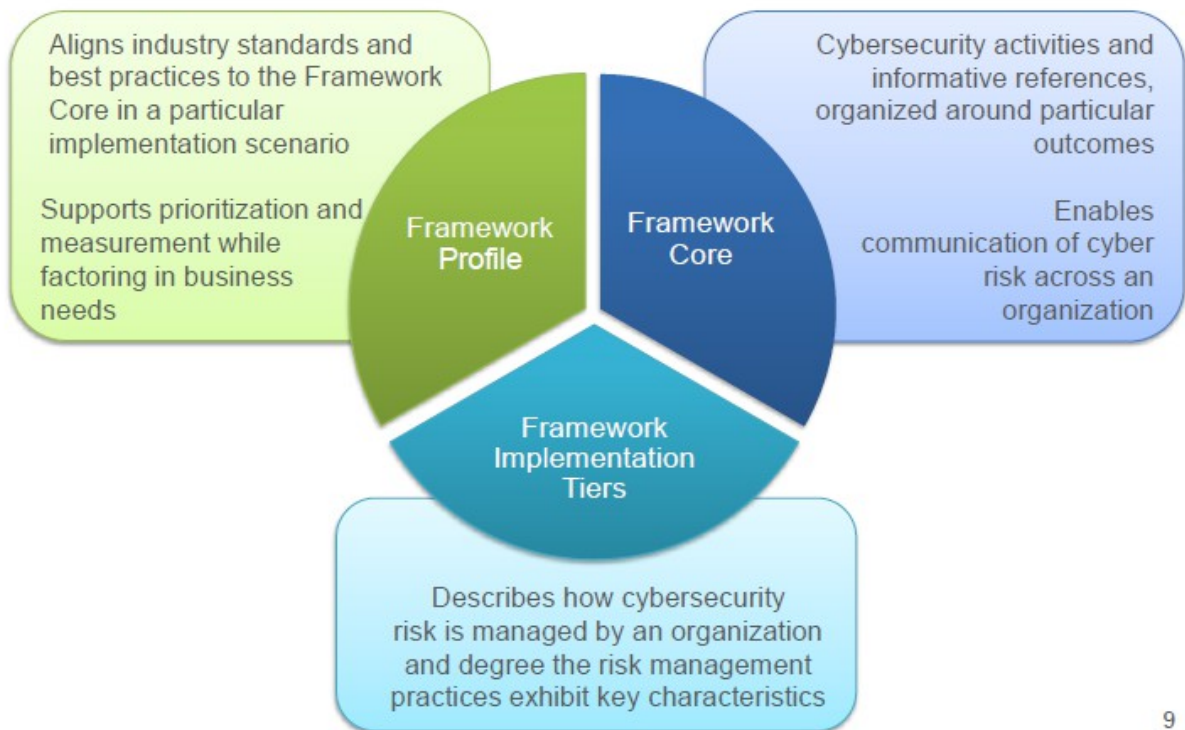 Aligns industry standards and
best practices to the Framework
Core in a particular
implementation scenario
Supports prioritization and
measurement while
factoring in business
needs
Framework
Profile
Framework
Core
Cybersecurity activities and
informative references,
organized around particular
outcomes
Enables
communication of cyber
risk across an
organization
Framework
Implementation
Tiers
Describes how cybersecurity
risk is managed by an organization
and degree the risk management
practices exhibit key characteristics
9